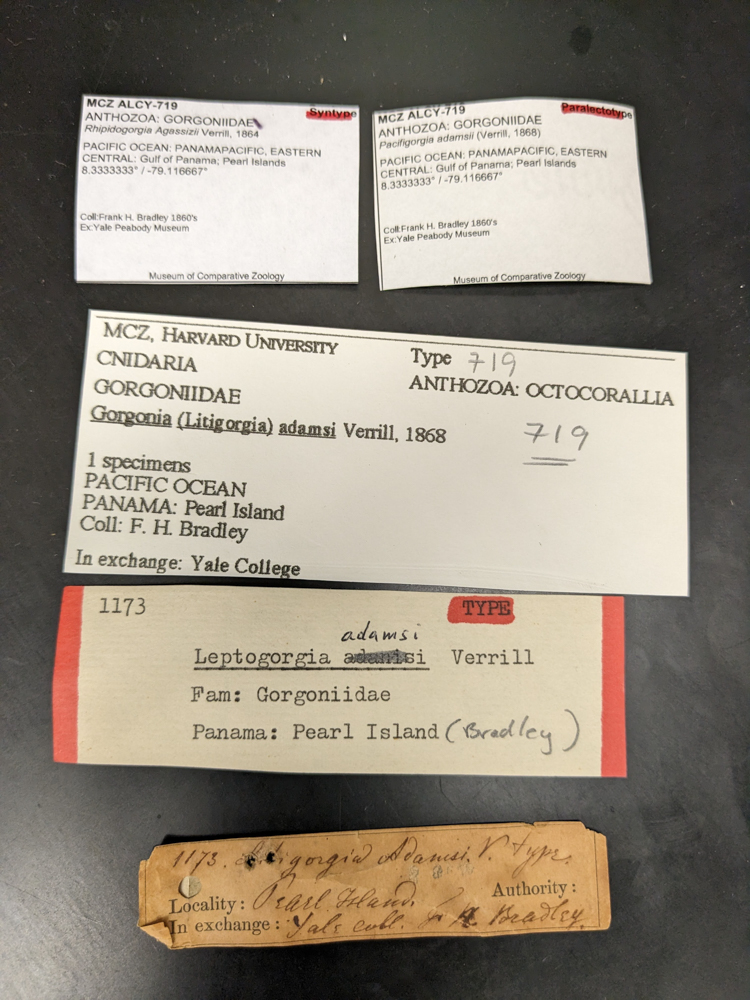 MCZ ALCY-719
Syntype
ANTHOZOA: GORGONIIDAE
Rhipidogorgia Agassizii Verrill, 1864
PACIFIC OCEAN: PANAMAPACIFIC, EASTERN
CENTRAL: Gulf of Panama; Pearl Islands
8.3333333° / -79.116667°
Coll:Frank H. Bradley 1860's
Ex:Yale Peabody Museum
Museum of Comparative Zoology
MCZ ALCY-719
Paralectotype
ANTHOZOA: GORGONIIDAE
Pacifigorgia adamsii (Verrill, 1868)
PACIFIC OCEAN: PANAMAPACIFIC, EASTERN
CENTRAL: Gulf of Panama; Pearl Islands
8.3333333° / -79.116667°
Coll:Frank H. Bradley 1860's
Ex:Yale Peabody Museum
Museum of Comparative Zoology
MCZ, HARVARD UNIVERSITY
Type 719
CNIDARIA
ANTHOZOA: OCTOCORALLIA
GORGONIIDAE
Gorgonia (Litigorgia) adamsi Verrill, 1868
719
1 specimens
PACIFIC OCEAN
PANAMA: Pearl Island
Coll: F. H. Bradley
In exchange: Yale College
1173
TYPE
adamsi
Leptogorgia adanisi Verrill
Fam: Gorgoniidae
Panama: Pearl Island (Bradley)
1173. Litigorgia Adamsi. V. type.
Locality: Pearl Island.
Authority:
In exchange: Yale coll. F. H. Bradley.